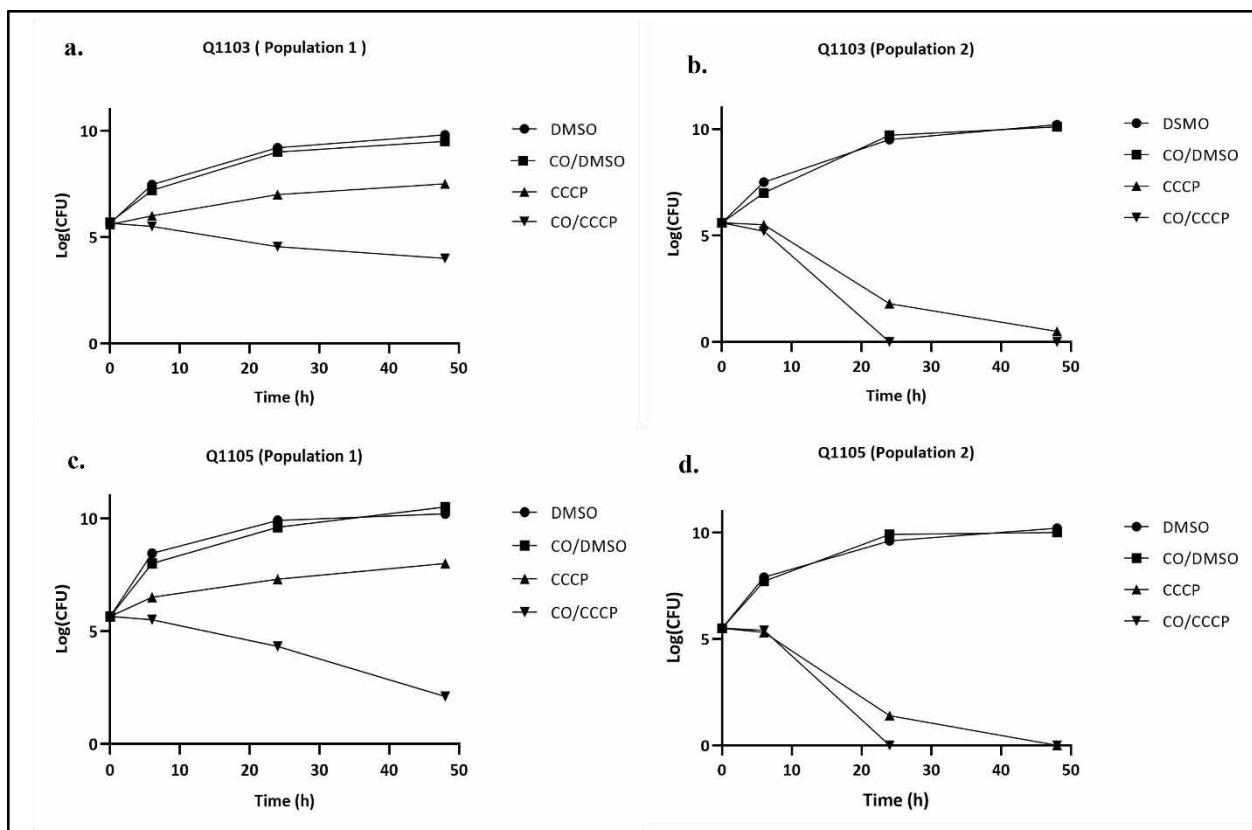 a.
Q1103 ( Population 1 )
10
5
0
Log(CFU)
0 10 20 30 40 50
Time (h)
DMSO
CO/DMSO
CCCP
CO/CCCP
b.
Q1103 (Population 2)
10
5
0
Log(CFU)
0 10 20 30 40 50
Time (h)
DSMO
CO/DMSO
CCCP
CO/CCCP
c.
Q1105 (Population 1)
10
5
0
Log(CFU)
0 10 20 30 40 50
Time (h)
DMSO
CO/DMSO
CCCP
CO/CCCP
d.
Q1105 (Population 2)
10
5
0
Log(CFU)
0 10 20 30 40 50
Time (h)
DMSO
CO/DMSO
CCCP
CO/CCCP